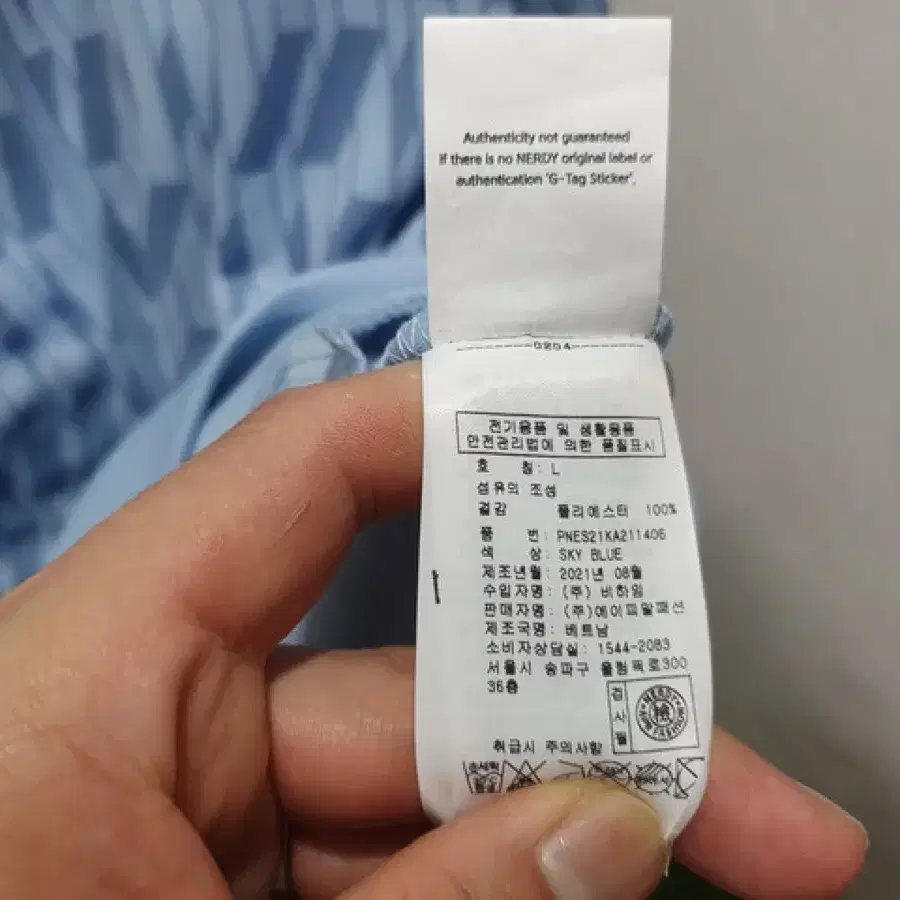 Authenticity not guaranteed
If there is no NERDY original label or
authentication 'G-Tag Sticker'.
0204
전기용품 및 생활용품
안전관리법에 의한 품질표시
호 칭: L
섬유의 조성
겉감 폴리에스터 100%
품 번: PNES21KA211406
색 상: SKY BLUE
제조년월: 2021년 08월
수입자명: (주) 비하임
판매자명: (주)에이피알패션
제조국명: 베트남
소비자상담실: 1544-2083
서울시 송파구 올림픽로300
36층
검사필
NERDY
檢
취급시 주의사항
손세탁